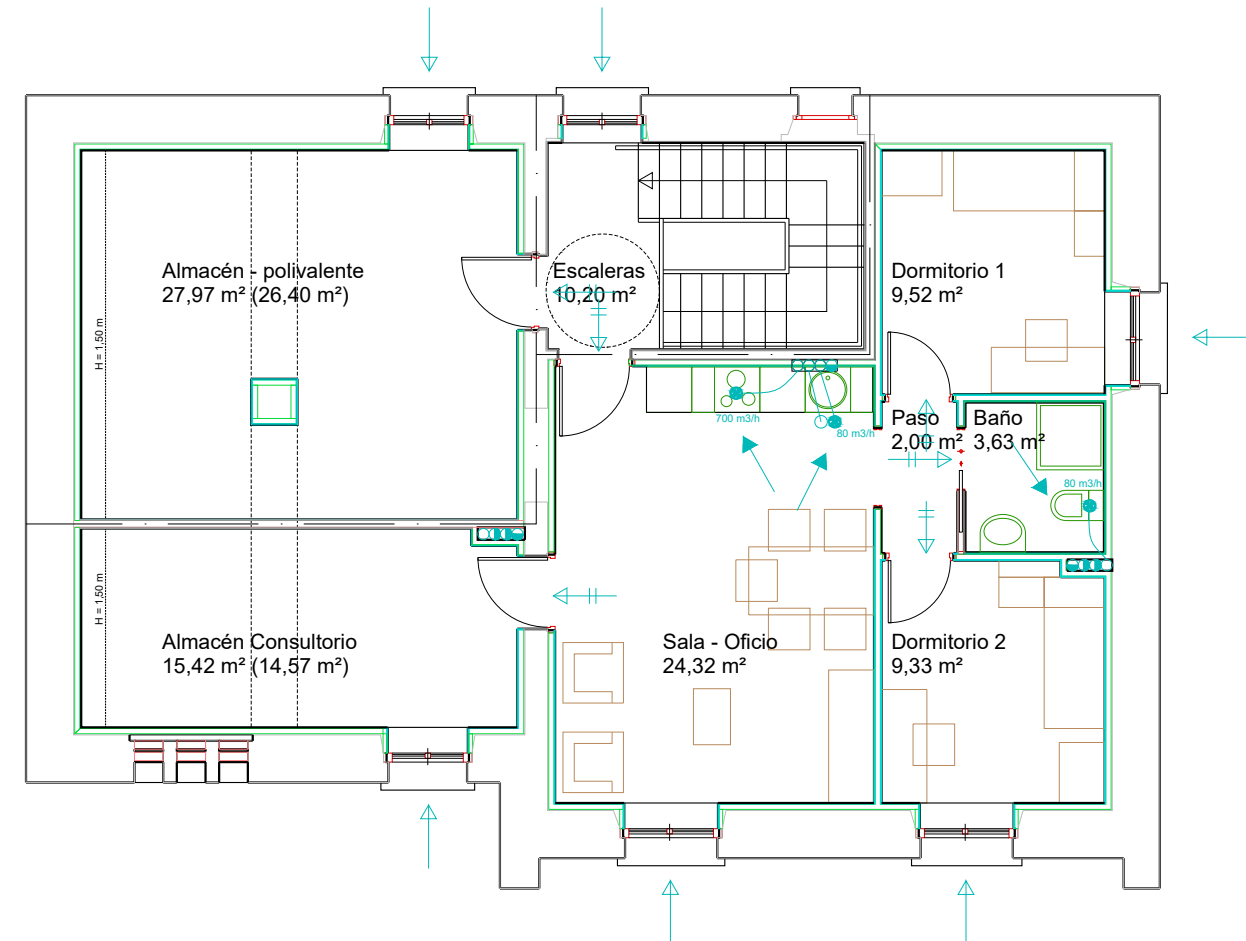 Almacén - polivalente
27,97 m² (26,40 m²)
Escaleras
10,20 m²
Dormitorio 1
9,52 m²
H = 1,50 m
700 m3/h
80 m3/h
Paso
2,00 m²
Baño
3,63 m²
80 m3/h
H = 1,50 m
Almacén Consultorio
15,42 m² (14,57 m²)
Sala - Oficio
24,32 m²
Dormitorio 2
9,33 m²